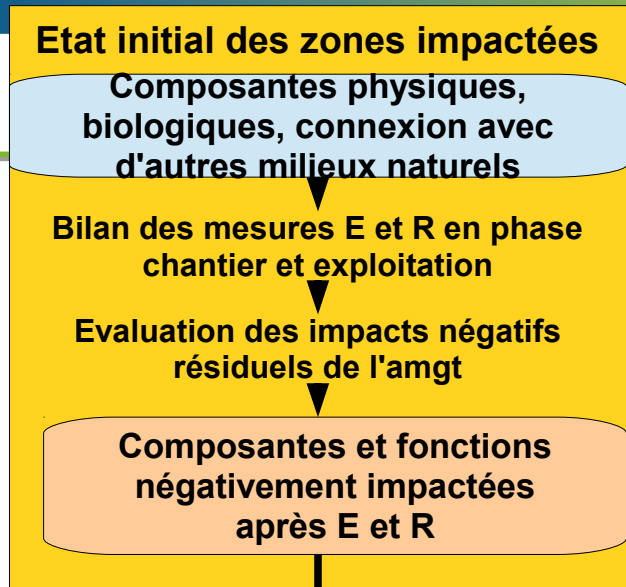 Etat initial des zones impactées
Composantes physiques,
biologiques, connexion avec
d'autres milieux naturels
Bilan des mesures E et R en phase
chantier et exploitation
Evaluation des impacts négatifs
résiduels de l'amgt
Composantes et fonctions
négativement impactées
après E et R